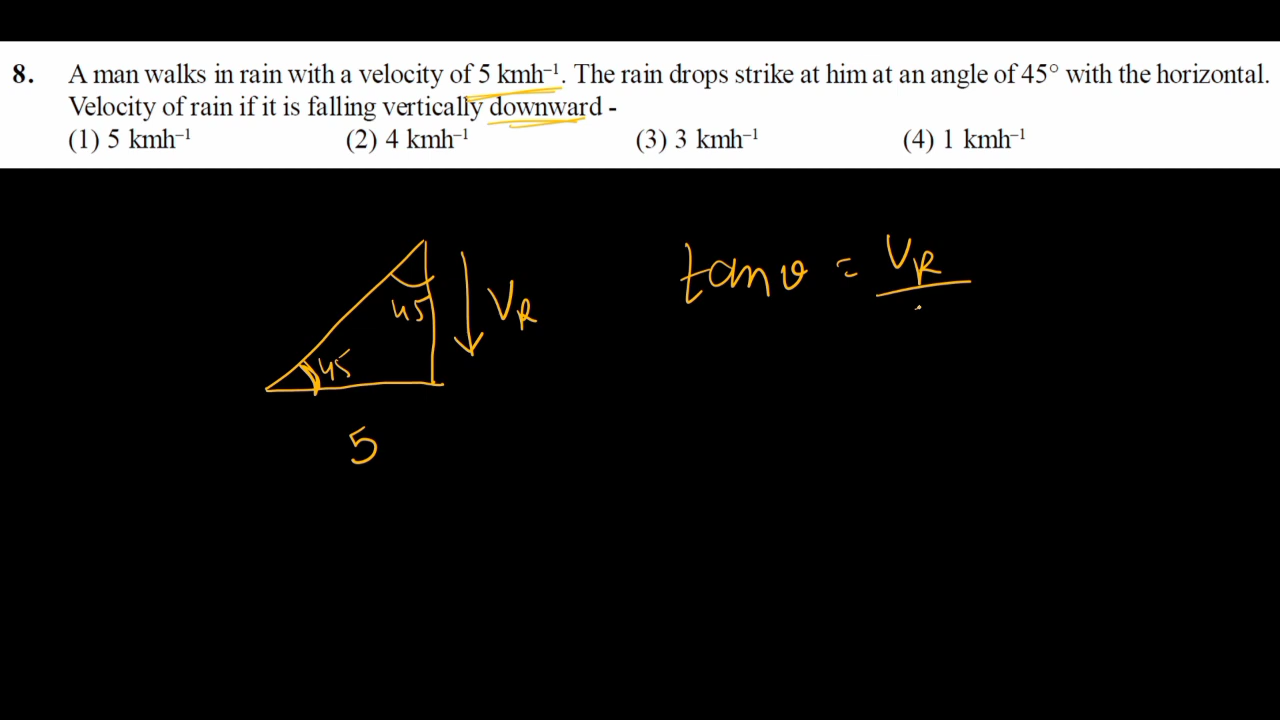 8. A man walks in rain with a velocity of 5 kmh⁻¹. The rain drops strike at him at an angle of 45° with the horizontal.
Velocity of rain if it is falling vertically downward -
(1) 5 kmh⁻¹ (2) 4 kmh⁻¹ (3) 3 kmh⁻¹ (4) 1 kmh⁻¹
tan θ = V_R
45 V_R
45
5